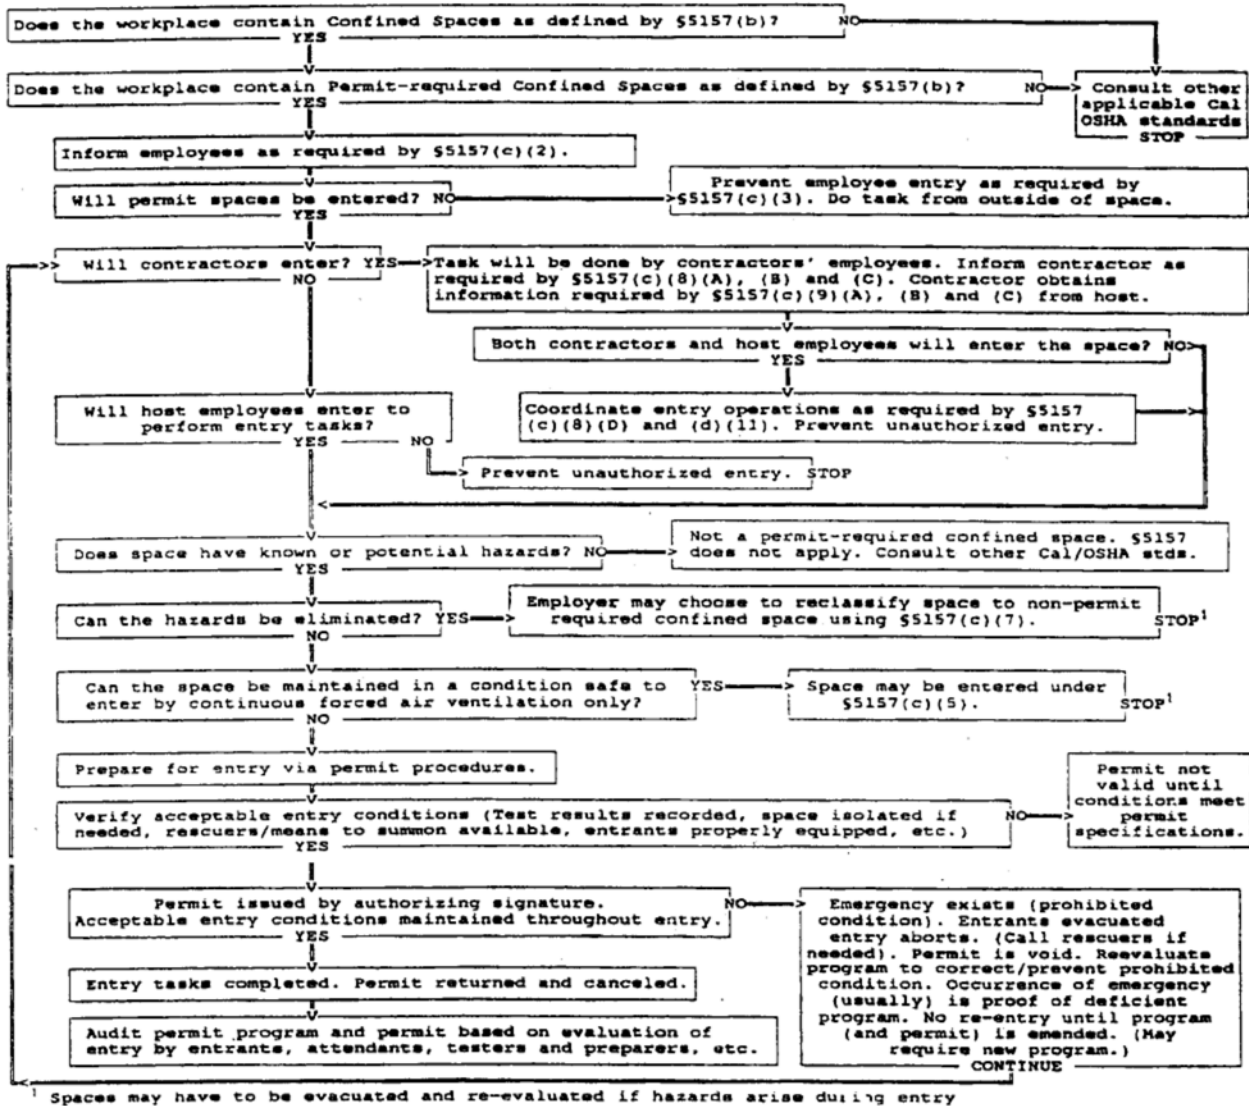 Does the workplace contain Confined Spaces as defined by §5157(b)? NO
YES
Does the workplace contain Permit-required Confined Spaces as defined by §5157(b)? NO
YES
Consult other
applicable Cal
OSHA standards
STOP
Inform employees as required by §5157(c)(2).
Will permit spaces be entered? NO
YES
Prevent employee entry as required by
§5157(c)(3). Do task from outside of space.
Will contractors enter? YES
NO
Task will be done by contractors' employees. Inform contractor as
required by §5157(c)(8)(A), (B) and (C). Contractor obtains
information required by §5157(c)(9)(A), (B) and (C) from host.
Both contractors and host employees will enter the space? NO
YES
Will host employees enter to
perform entry tasks?
YES NO
Coordinate entry operations as required by §5157
(c)(8)(D) and (d)(11). Prevent unauthorized entry.
Prevent unauthorized entry. STOP
Does space have known or potential hazards? NO
YES
Not a permit-required confined space. §5157
does not apply. Consult other Cal/OSHA stds.
Can the hazards be eliminated? YES
NO
Employer may choose to reclassify space to non-permit
required confined space using §5157(c)(7).
STOP¹
Can the space be maintained in a condition safe to
enter by continuous forced air ventilation only?
YES
NO
Space may be entered under
§5157(c)(5).
STOP¹
Prepare for entry via permit procedures.
Verify acceptable entry conditions (Test results recorded, space isolated if
needed, rescuers/means to summon available, entrants properly equipped, etc.)
NO
YES
Permit not
valid until
conditions meet
permit
specifications.
Permit issued by authorizing signature.
Acceptable entry conditions maintained throughout entry.
NO
YES
Emergency exists (prohibited
condition). Entrants evacuated
entry aborts. (Call rescuers if
needed). Permit is void. Reevaluate
program to correct/prevent prohibited
condition. Occurrence of emergency
(usually) is proof of deficient
program. No re-entry until program
(and permit) is emended. (May
require new program.)
CONTINUE
Entry tasks completed. Permit returned and canceled.
Audit permit program and permit based on evaluation of
entry by entrants, attendants, testers and preparers, etc.
¹ Spaces may have to be evacuated and re-evaluated if hazards arise during entry